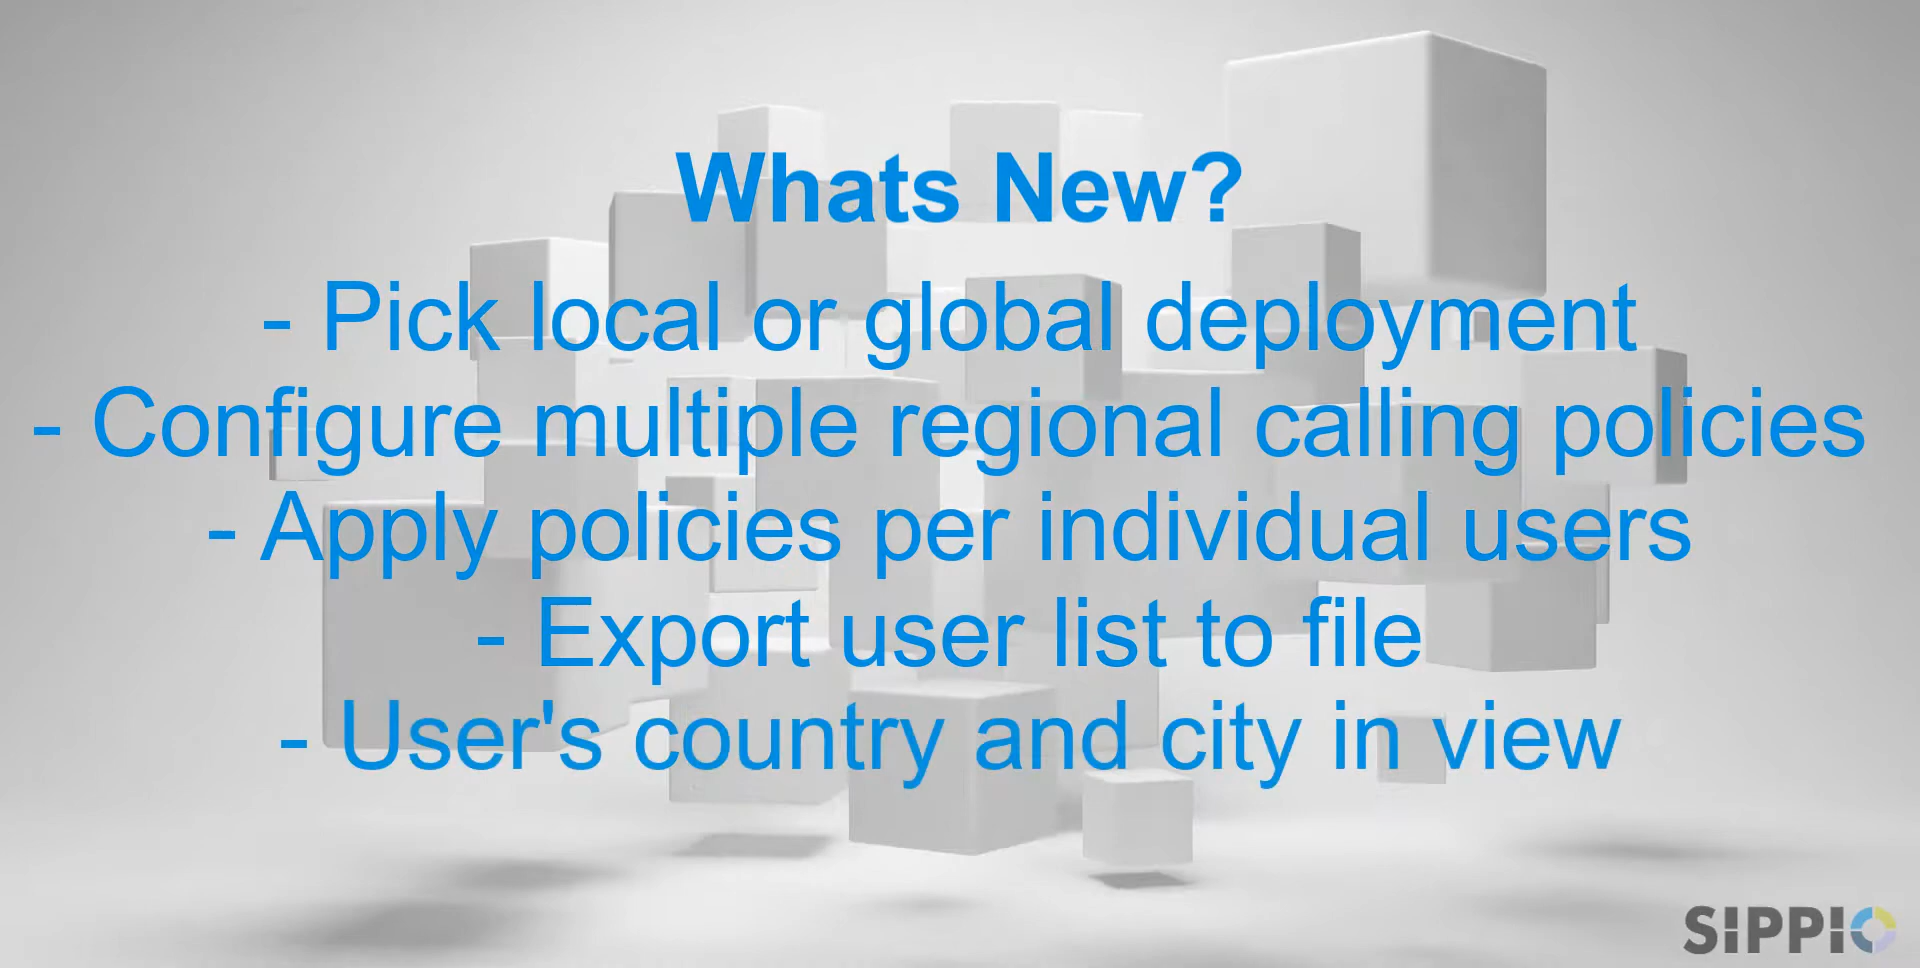 Whats New?
- Pick local or global deployment
- Configure multiple regional calling policies
- Apply policies per individual users
- Export user list to file
- User's country and city in view
SIPPIO